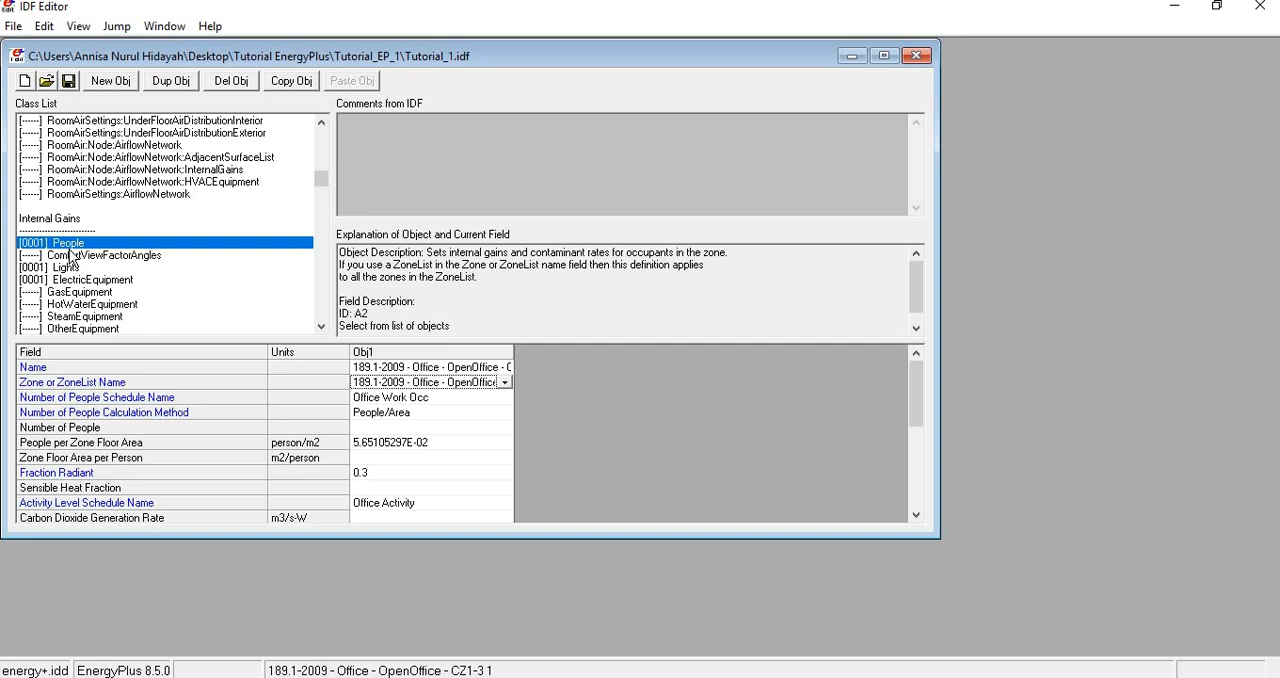 IDF Editor
File Edit View Jump Window Help
C:\Users\Annisa Nurul Hidayah\Desktop\Tutorial EnergyPlus\Tutorial_EP_1\Tutorial_1.idf
New Obj Dup Obj Del Obj Copy Obj Paste Obj
Class List
[------] RoomAirSettings:UnderFloorAirDistributionInterior
[------] RoomAirSettings:UnderFloorAirDistributionExterior
[------] RoomAir:Node:AirflowNetwork
[------] RoomAir:Node:AirflowNetwork:AdjacentSurfaceList
[------] RoomAir:Node:AirflowNetwork:InternalGains
[------] RoomAir:Node:AirflowNetwork:HVACEquipment
[------] RoomAirSettings:AirflowNetwork
Internal Gains
-------------------------
[0001] People
[------] ViewFactorAngles
[0001] Lights
[0001] ElectricEquipment
[------] GasEquipment
[------] HotWaterEquipment
[------] SteamEquipment
[------] OtherEquipment
Comments from IDF
Explanation of Object and Current Field
Object Description: Sets internal gains and contaminant rates for occupants in the zone.
If you use a ZoneList in the Zone or ZoneList name field then this definition applies
to all the zones in the ZoneList.
Field Description:
ID: A2
Select from list of objects
Field Units Obj1
Name 189.1-2009 - Office - OpenOffice - C
Zone or ZoneList Name 189.1-2009 - Office - OpenOffice
Number of People Schedule Name Office Work Occ
Number of People Calculation Method People/Area
Number of People
People per Zone Floor Area person/m2 5.65105297E-02
Zone Floor Area per Person m2/person
Fraction Radiant 0.3
Sensible Heat Fraction
Activity Level Schedule Name Office Activity
Carbon Dioxide Generation Rate m3/s-W
energy+.idd EnergyPlus 8.5.0 189.1-2009 - Office - OpenOffice - CZ1-3 1